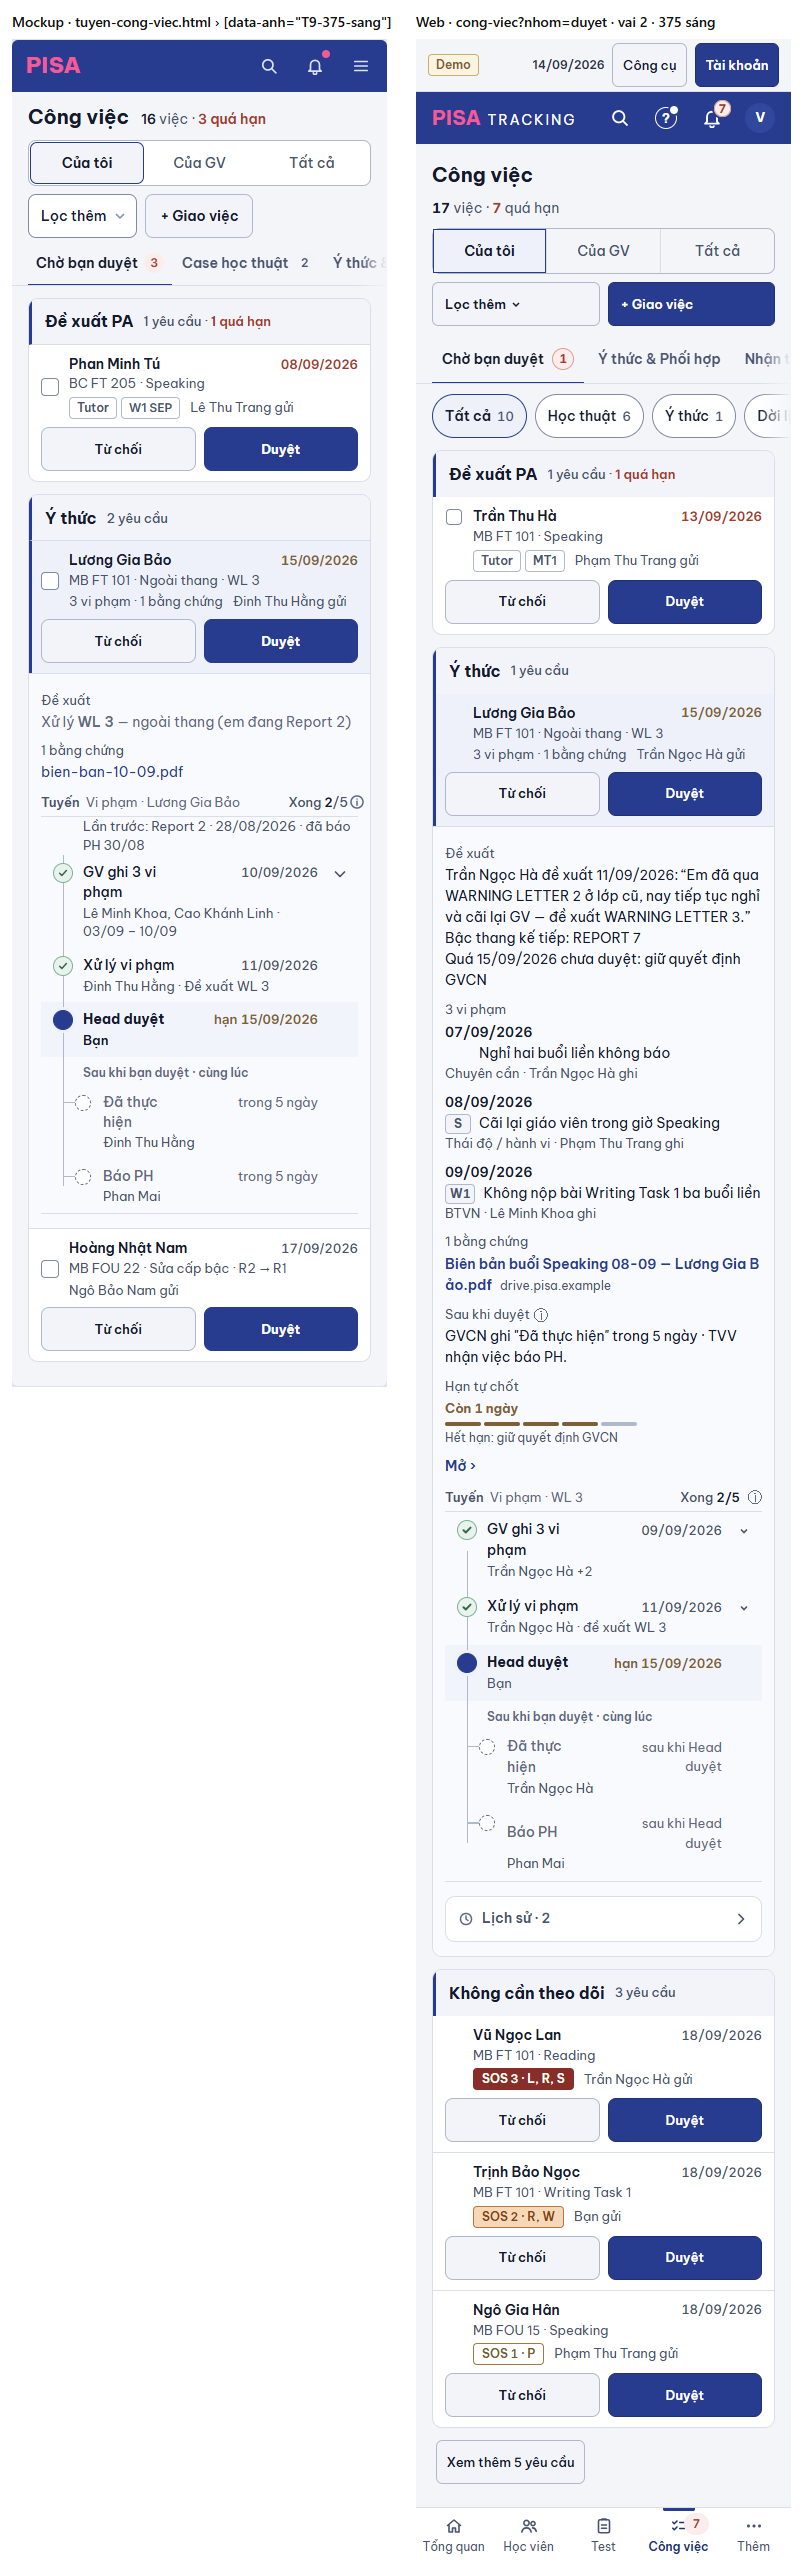 Mockup · tuyen-cong-viec.html › [data-anh="T9-375-sang"]
PISA
Công việc 16 việc · 3 quá hạn
Của tôi Của GV Tất cả
Lọc thêm + Giao việc
Chờ bạn duyệt 3 Case học thuật 2 Ý thức
Đề xuất PA 1 yêu cầu · 1 quá hạn
Phan Minh Tú 08/09/2026
BC FT 205 · Speaking
Tutor W1 SEP Lê Thu Trang gửi
Từ chối Duyệt
Ý thức 2 yêu cầu
Lương Gia Bảo 15/09/2026
MB FT 101 · Ngoài thang · WL 3
3 vi phạm · 1 bằng chứng Đinh Thu Hằng gửi
Từ chối Duyệt
Đề xuất
Xử lý WL 3 — ngoài thang (em đang Report 2)
1 bằng chứng
bien-ban-10-09.pdf
Tuyến Vi phạm · Lương Gia Bảo Xong 2/5
Lần trước: Report 2 · 28/08/2026 · đã báo
PH 30/08
GV ghi 3 vi 10/09/2026
phạm
Lê Minh Khoa, Cao Khánh Linh ·
03/09 – 10/09
Xử lý vi phạm 11/09/2026
Đinh Thu Hằng · Đề xuất WL 3
Head duyệt hạn 15/09/2026
Bạn
Sau khi bạn duyệt · cùng lúc
Đã thực trong 5 ngày
hiện
Đinh Thu Hằng
Báo PH trong 5 ngày
Phan Mai
Hoàng Nhật Nam 17/09/2026
MB FOU 22 · Sửa cấp bậc · R2 → R1
Ngô Bảo Nam gửi
Từ chối Duyệt
Web · cong-viec?nhom=duyet · vai 2 · 375 sáng
Demo 14/09/2026 Công cụ Tài khoản
PISA TRACKING ? 7 V
Công việc
17 việc · 7 quá hạn
Của tôi Của GV Tất cả
Lọc thêm + Giao việc
Chờ bạn duyệt 1 Ý thức & Phối hợp Nhận
Tất cả 10 Học thuật 6 Ý thức 1 Dời
Đề xuất PA 1 yêu cầu · 1 quá hạn
Trần Thu Hà 13/09/2026
MB FT 101 · Speaking
Tutor MT1 Phạm Thu Trang gửi
Từ chối Duyệt
Ý thức 1 yêu cầu
Lương Gia Bảo 15/09/2026
MB FT 101 · Ngoài thang · WL 3
3 vi phạm · 1 bằng chứng Trần Ngọc Hà gửi
Từ chối Duyệt
Đề xuất
Trần Ngọc Hà đề xuất 11/09/2026: “Em đã qua
WARNING LETTER 2 ở lớp cũ, nay tiếp tục nghỉ
và cãi lại GV — đề xuất WARNING LETTER 3.”
Bậc thang kế tiếp: REPORT 7
Quá 15/09/2026 chưa duyệt: giữ quyết định
GVCN
3 vi phạm
07/09/2026
Nghỉ hai buổi liền không báo
Chuyên cần · Trần Ngọc Hà ghi
08/09/2026
S Cãi lại giáo viên trong giờ Speaking
Thái độ / hành vi · Phạm Thu Trang ghi
09/09/2026
W1 Không nộp bài Writing Task 1 ba buổi liền
BTVN · Lê Minh Khoa ghi
1 bằng chứng
Biên bản buổi Speaking 08-09 — Lương Gia B
ảo.pdf drive.pisa.example
Sau khi duyệt
GVCN ghi "Đã thực hiện" trong 5 ngày · TVV
nhận việc báo PH.
Hạn tự chốt
Còn 1 ngày
Hết hạn: giữ quyết định GVCN
Mở ›
Tuyến Vi phạm · WL 3 Xong 2/5
GV ghi 3 vi 09/09/2026
phạm
Trần Ngọc Hà +2
Xử lý vi phạm 11/09/2026
Trần Ngọc Hà · đề xuất WL 3
Head duyệt hạn 15/09/2026
Bạn
Sau khi bạn duyệt · cùng lúc
Đã thực sau khi Head
hiện duyệt
Trần Ngọc Hà
Báo PH sau khi Head
duyệt
Phan Mai
Lịch sử · 2
Không cần theo dõi 3 yêu cầu
Vũ Ngọc Lan 18/09/2026
MB FT 101 · Reading
SOS 3 · L, R, S Trần Ngọc Hà gửi
Từ chối Duyệt
Trịnh Bảo Ngọc 18/09/2026
MB FT 101 · Writing Task 1
SOS 2 · R, W Bạn gửi
Từ chối Duyệt
Ngô Gia Hân 18/09/2026
MB FOU 15 · Speaking
SOS 1 · P Phạm Thu Trang gửi
Từ chối Duyệt
Xem thêm 5 yêu cầu
7
Tổng quan Học viên Test Công việc Thêm